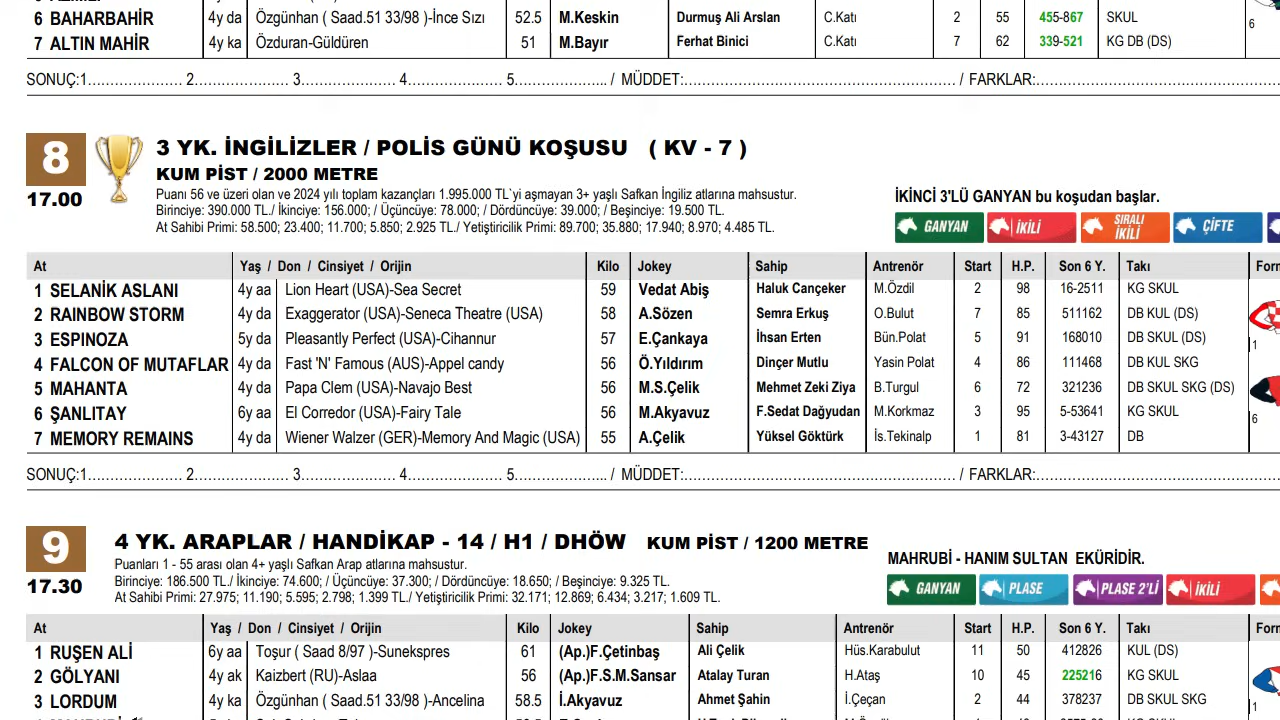 6 BAHARBAHİR 4y da Özgünhan ( Saad.51 33/98 )-İnce Sızı 52.5 M.Keskin Durmuş Ali Arslan C.Katı 2 55 455-867 SKUL
6
7 ALTIN MAHİR 4y ka Özduran-Güldüren 51 M.Bayır Ferhat Binici C.Katı 7 62 339-521 KG DB (DS)
SONUÇ:1..................... 2........................ 3........................ 4....................... 5..................... / MÜDDET:.............................................................. / FARKLAR:.......................................................
8
17.00
3 YK. İNGİLİZLER / POLİS GÜNÜ KOŞUSU ( KV - 7 )
KUM PİST / 2000 METRE
Puanı 56 ve üzeri olan ve 2024 yılı toplam kazançları 1.995.000 TL`yi aşmayan 3+ yaşlı Safkan İngiliz atlarına mahsustur.
Birinciye: 390.000 TL./ İkinciye: 156.000; / Üçüncüye: 78.000; / Dördüncüye: 39.000; / Beşinciye: 19.500 TL.
At Sahibi Primi: 58.500; 23.400; 11.700; 5.850; 2.925 TL./ Yetiştiricilik Primi: 89.700; 35.880; 17.940; 8.970; 4.485 TL.
İKİNCİ 3'LÜ GANYAN bu koşudan başlar.
GANYAN İKİLİ SIRALI İKİLİ ÇİFTE
At Yaş / Don / Cinsiyet / Orijin Kilo Jokey Sahip Antrenör Start H.P. Son 6 Y. Takı Form
1 SELANİK ASLANI 4y aa Lion Heart (USA)-Sea Secret 59 Vedat Abiş Haluk Cançeker M.Özdil 2 98 16-2511 KG SKUL
2 RAINBOW STORM 4y da Exaggerator (USA)-Seneca Theatre (USA) 58 A.Sözen Semra Erkuş O.Bulut 7 85 511162 DB KUL (DS)
3 ESPINOZA 5y da Pleasantly Perfect (USA)-Cihannur 57 E.Çankaya İhsan Erten Bün.Polat 5 91 168010 DB SKUL (DS)
1
4 FALCON OF MUTAFLAR 4y da Fast 'N' Famous (AUS)-Appel candy 56 Ö.Yıldırım Dinçer Mutlu Yasin Polat 4 86 111468 DB KUL SKG
5 MAHANTA 4y da Papa Clem (USA)-Navajo Best 56 M.S.Çelik Mehmet Zeki Ziya B.Turgul 6 72 321236 DB SKUL SKG (DS)
6 ŞANLITAY 6y aa El Corredor (USA)-Fairy Tale 56 M.Akyavuz F.Sedat Dağyudan M.Korkmaz 3 95 5-53641 KG SKUL
6
7 MEMORY REMAINS 4y da Wiener Walzer (GER)-Memory And Magic (USA) 55 A.Çelik Yüksel Göktürk İs.Tekinalp 1 81 3-43127 DB
SONUÇ:1..................... 2........................ 3........................ 4....................... 5..................... / MÜDDET:.............................................................. / FARKLAR:.......................................................
9
17.30
4 YK. ARAPLAR / HANDİKAP - 14 / H1 / DHÖW KUM PİST / 1200 METRE
Puanları 1 - 55 arası olan 4+ yaşlı Safkan Arap atlarına mahsustur.
Birinciye: 186.500 TL./ İkinciye: 74.600; / Üçüncüye: 37.300; / Dördüncüye: 18.650; / Beşinciye: 9.325 TL.
At Sahibi Primi: 27.975; 11.190; 5.595; 2.798; 1.399 TL./ Yetiştiricilik Primi: 32.171; 12.869; 6.434; 3.217; 1.609 TL.
MAHRUBİ - HANIM SULTAN EKÜRİDİR.
GANYAN PLASE PLASE 2'Lİ İKİLİ
At Yaş / Don / Cinsiyet / Orijin Kilo Jokey Sahip Antrenör Start H.P. Son 6 Y. Takı Form
1 RUŞEN ALİ 6y aa Toşur ( Saad 8/97 )-Sunekspres 61 (Ap.)F.Çetinbaş Ali Çelik Hüs.Karabulut 11 50 412826 KUL (DS)
2 GÖLYANI 4y ak Kaizbert (RU)-Aslaa 56 (Ap.)F.S.M.Sansar Atalay Turan H.Ataş 10 45 225216 KG SKUL
3 LORDUM 4y ka Özgünhan ( Saad.51 33/98 )-Ancelina 58.5 İ.Akyavuz Ahmet Şahin İ.Çeçan 2 44 378237 DB SKUL SKG
1